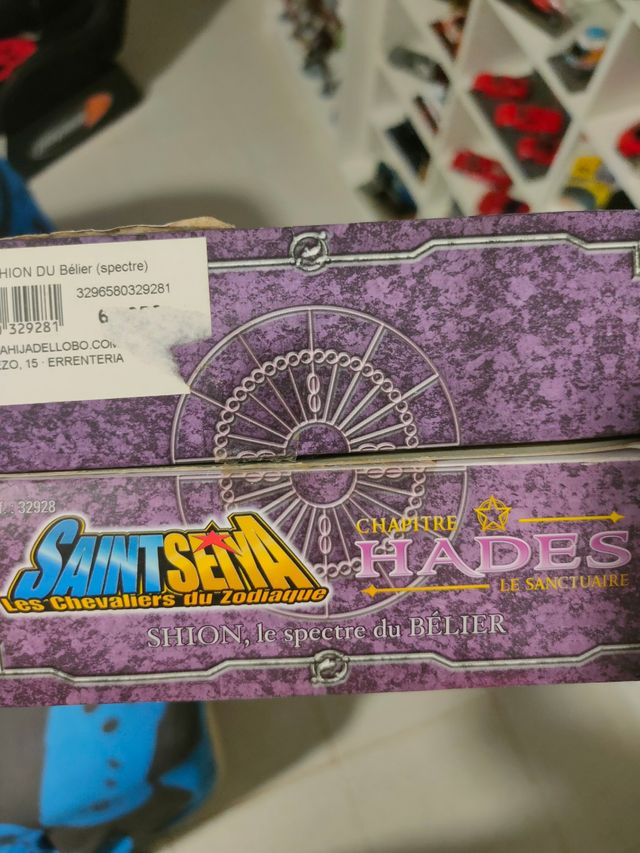 HION DU Bélier (spectre)
3296580329281
329281
AHIJADELLOBO.CO
ZO, 15 · ERRENTERIA
: 32928
SAINT SEIYA
Les Chevaliers du Zodiaque
CHAPITRE
HADES
LE SANCTUAIRE
SHION, le spectre du BÉLIER